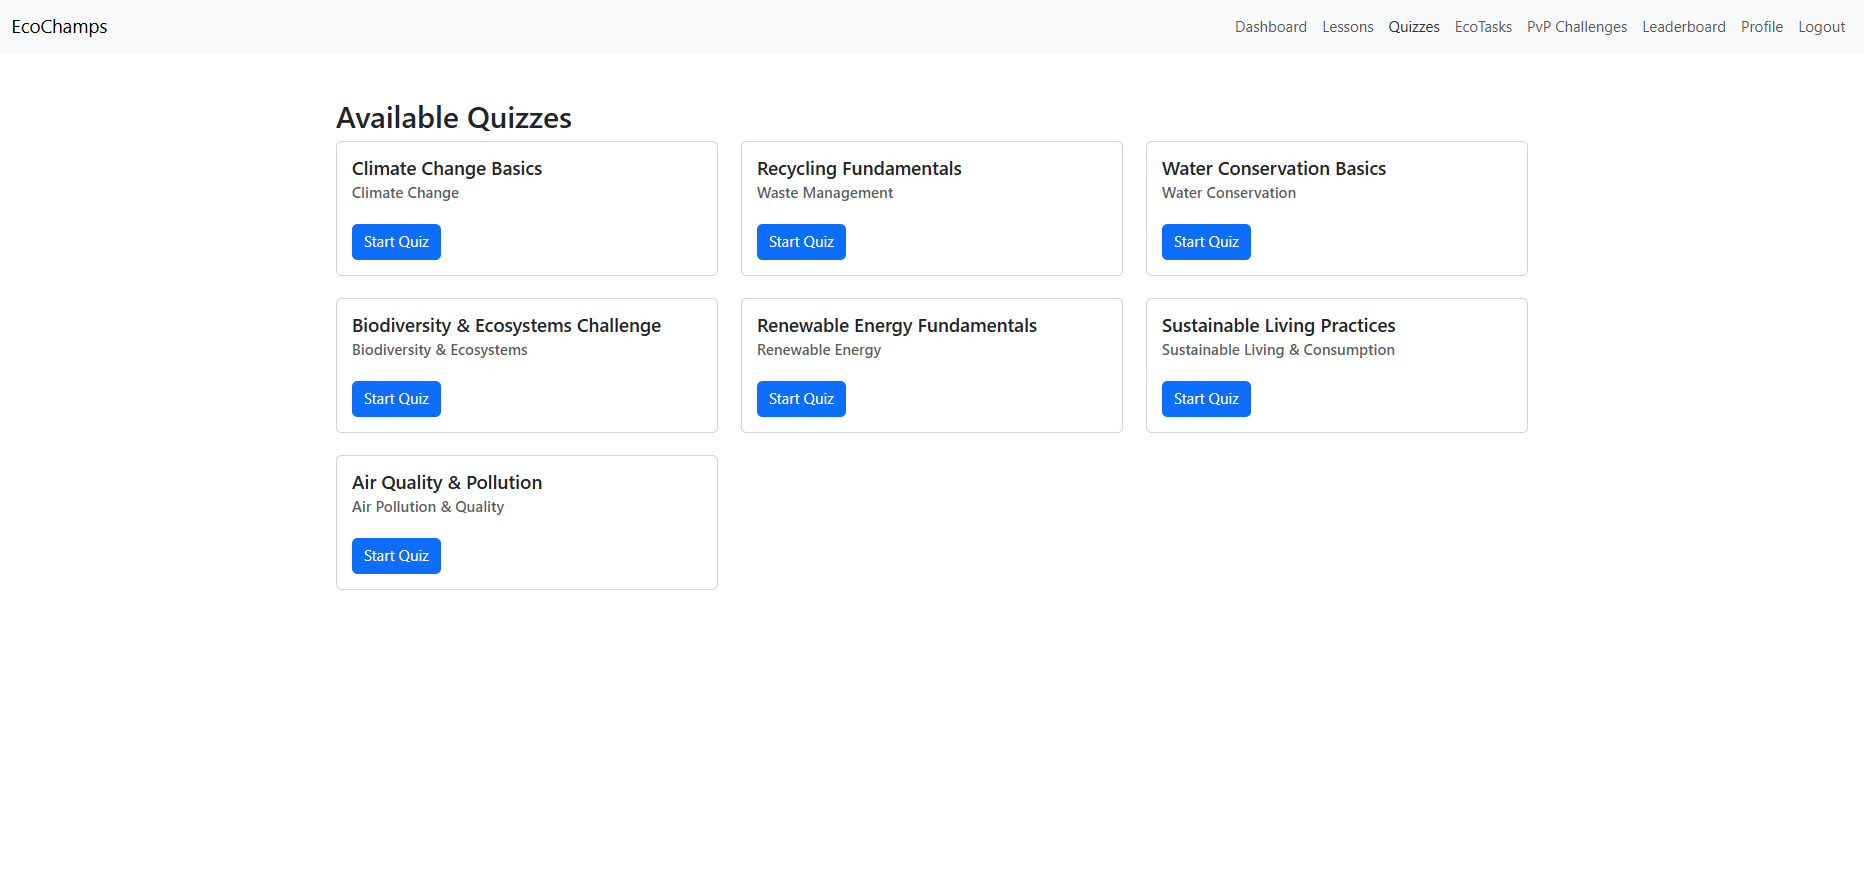 EcoChamps
Dashboard Lessons Quizzes EcoTasks PvP Challenges Leaderboard Profile Logout
Available Quizzes
Climate Change Basics
Climate Change
Start Quiz
Recycling Fundamentals
Waste Management
Start Quiz
Water Conservation Basics
Water Conservation
Start Quiz
Biodiversity & Ecosystems Challenge
Biodiversity & Ecosystems
Start Quiz
Renewable Energy Fundamentals
Renewable Energy
Start Quiz
Sustainable Living Practices
Sustainable Living & Consumption
Start Quiz
Air Quality & Pollution
Air Pollution & Quality
Start Quiz